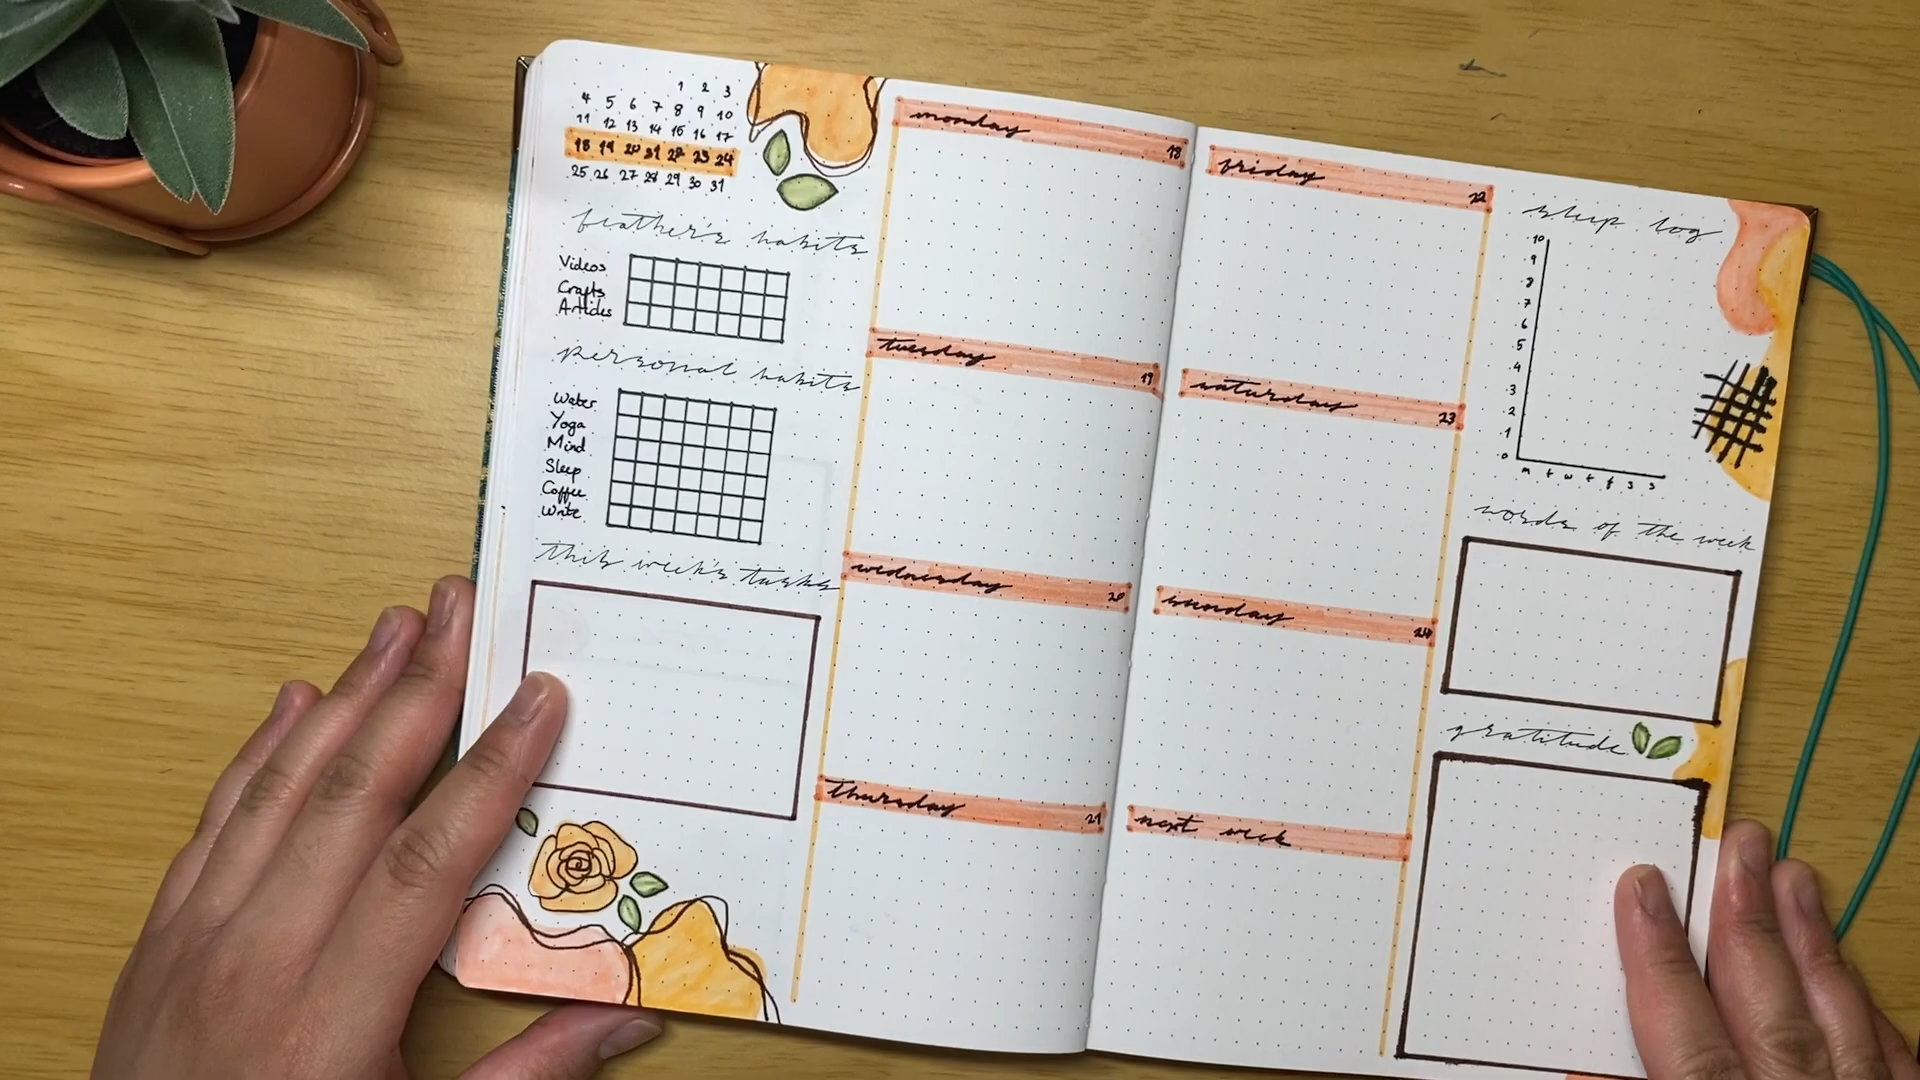 1 2 3
4 5 6 7 8 9 10
11 12 13 14 15 16 17
18 19 20 21 22 23 24
25 26 27 28 29 30 31
feather's habits
Videos
Crafts
Articles
personal habits
Water
Yoga
Mind
Sleep
Coffee
Write
this week's tasks
monday 18
tuesday 19
wednesday 20
thursday 21
friday 22
saturday 23
sunday 24
next week
sleep log
10
9
8
7
6
5
4
3
2
1
0
m t w t f s s
words of the week
gratitude